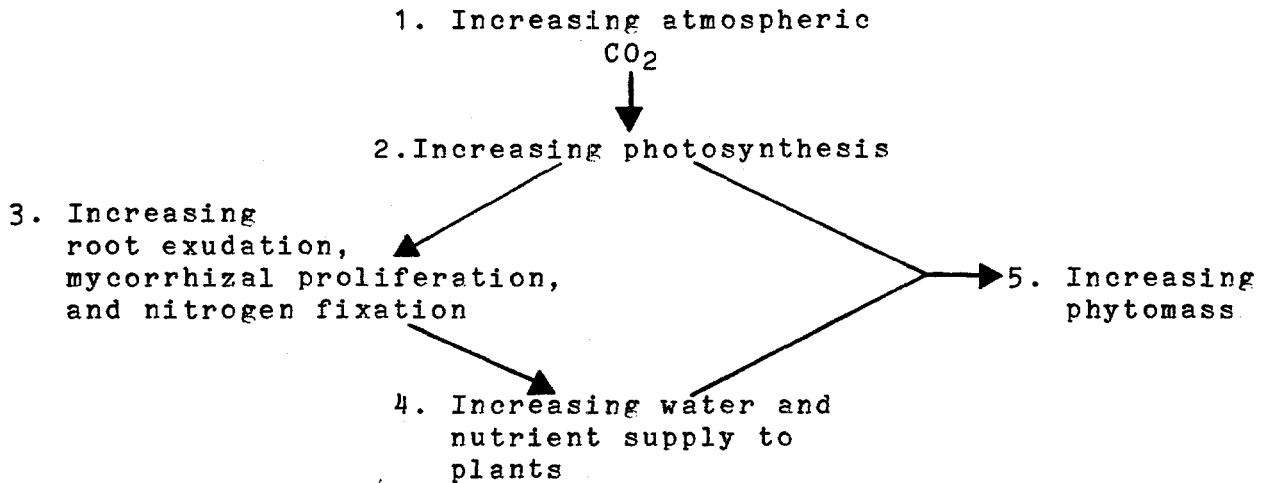 1. Increasing atmospheric
CO₂
2.Increasing photosynthesis
3. Increasing
root exudation,
mycorrhizal proliferation,
and nitrogen fixation
5. Increasing
phytomass
4. Increasing water and
nutrient supply to
plants